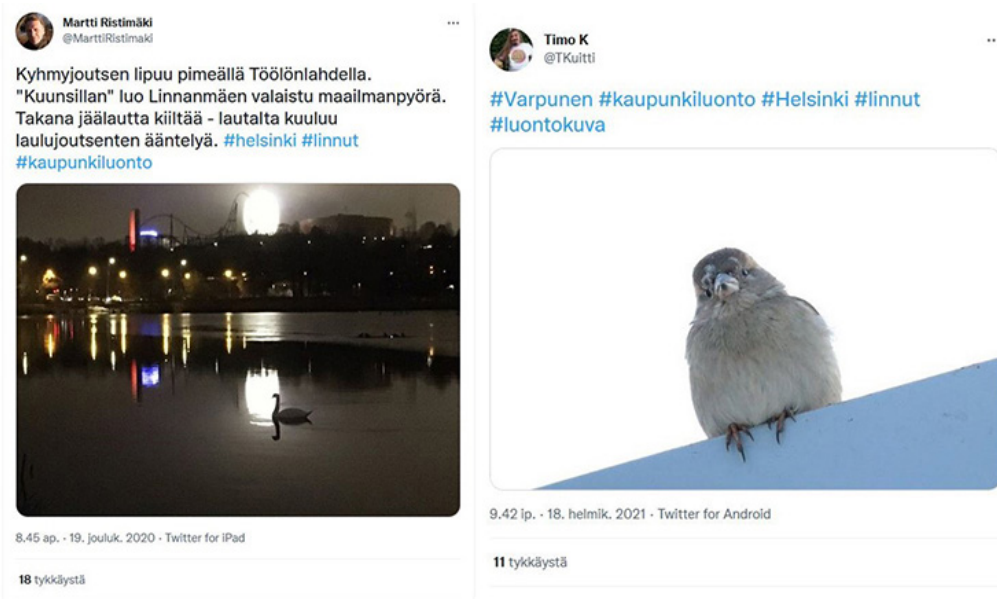 Martti Ristimäki
@MarttiRistimaki
Kyhmyjoutsen lipuu pimeällä Töölönlahdella.
"Kuunsillan" luo Linnanmäen valaistu maailmanpyörä.
Takana jäälautta kiiltää - lautalta kuuluu
laulujoutsenten ääntelyä. #helsinki #linnut
#kaupunkiluonto
8.45 ap. · 19. jouluk. 2020 · Twitter for iPad
18 tykkäystä
Timo K
@TKuitti
#Varpunen #kaupunkiluonto #Helsinki #linnut
#luontokuva
9.42 ip. · 18. helmik. 2021 · Twitter for Android
11 tykkäystä